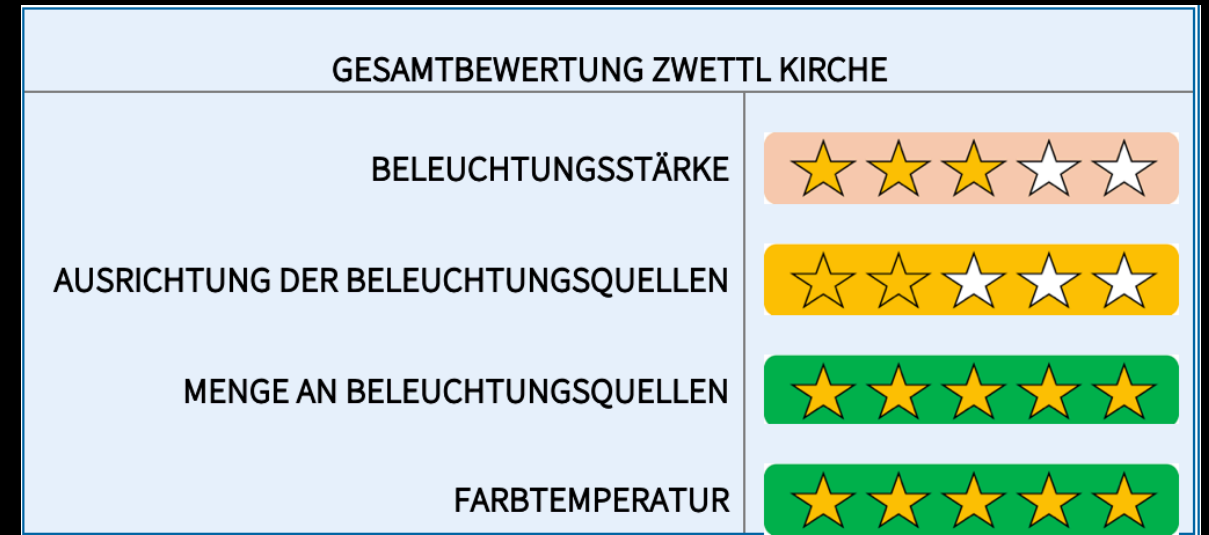 GESAMTBEWERTUNG ZWETTL KIRCHE
BELEUCHTUNGSSTÄRKE
AUSRICHTUNG DER BELEUCHTUNGSQUELLEN
MENGE AN BELEUCHTUNGSQUELLEN
FARBTEMPERATUR